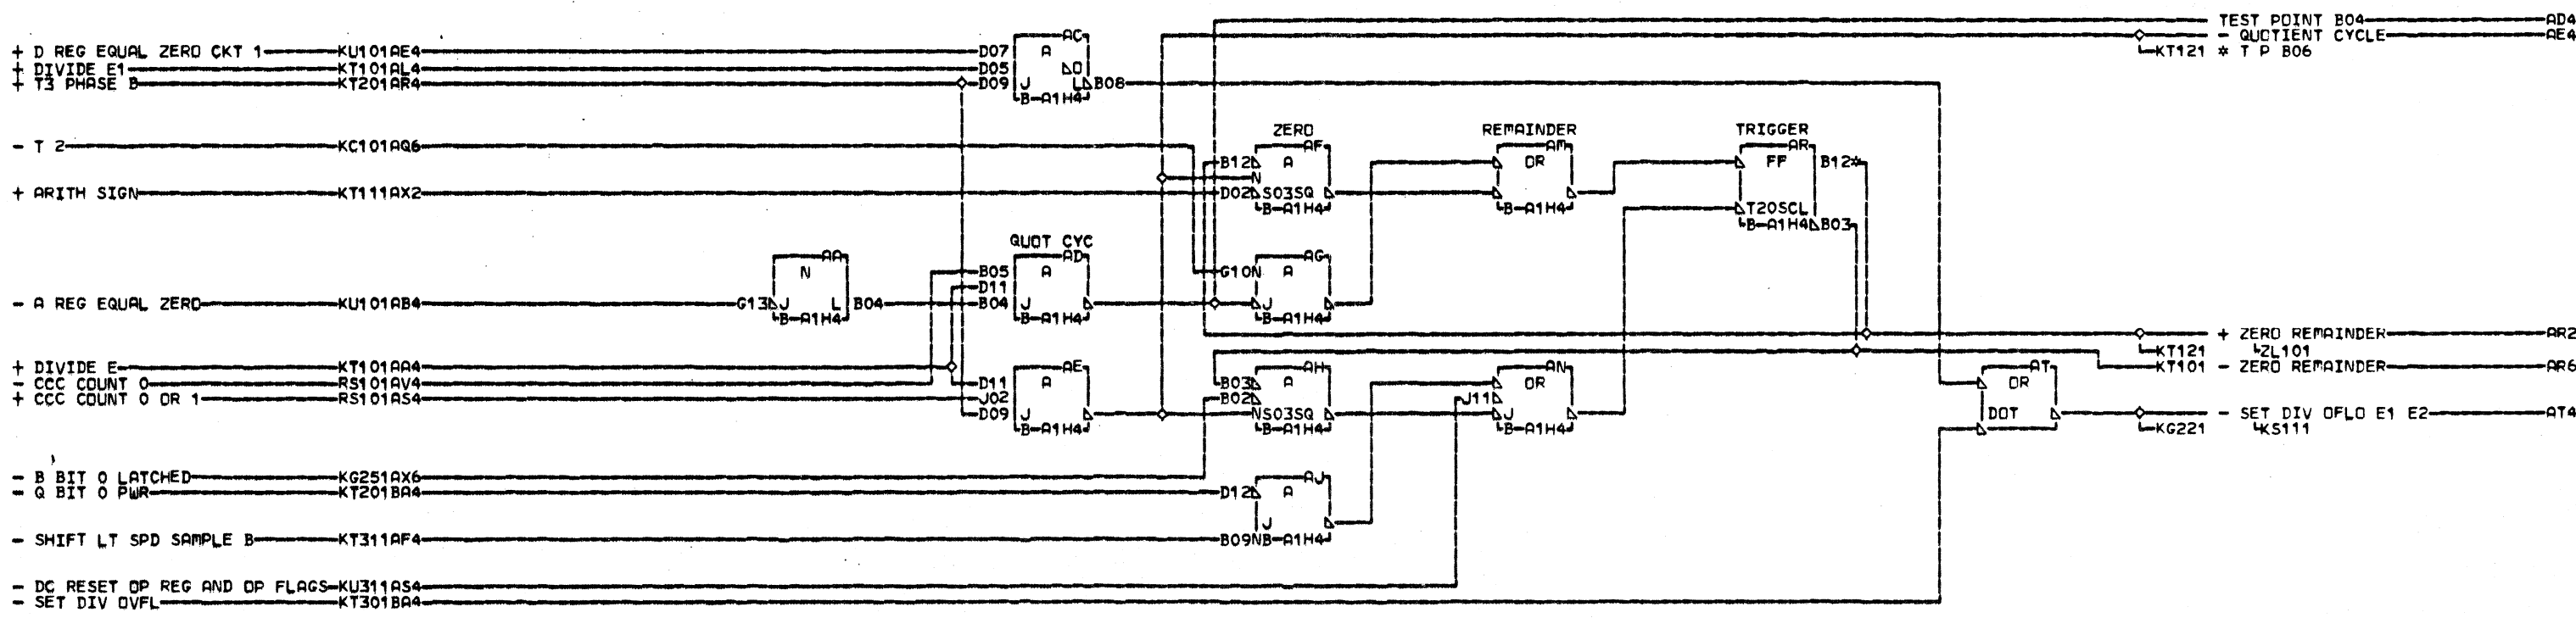 TEST POINT B04 AD4
- QUOTIENT CYCLE AE4
KT121 * T P B06
+ D REG EQUAL ZERO CKT 1 KU101AE4 D07
+ DIVIDE E1 KT101AL4 D05
+ T3 PHASE B KT201AR4 D09
AC
A
DO
J L B08
B-A1H4
- T 2 KC101AQ6
+ ARITH SIGN KT111AX2
ZERO
AF
B12 A
N
D02 S03SQ
B-A1H4
REMAINDER
AM
OR
B-A1H4
TRIGGER
AR
FF B12*
T20SCL
B-A1H4 B03
AA
N
- A REG EQUAL ZERO KU101AB4 G13 J L B04
B-A1H4
QUOT CYC
AD
B05 A
D11
B04 J
B-A1H4
AG
G10N A
J
B-A1H4
+ ZERO REMAINDER AR2
KT121 ZL101
KT101 - ZERO REMAINDER AR6
+ DIVIDE E KT101AA4
- CCC COUNT 0 RS101AV4
+ CCC COUNT 0 OR 1 RS101AS4
AE
D11 A
J02
D09 J
B-A1H4
AH
B03 A
B02
NS03SQ
B-A1H4
AN
OR
J11
J
B-A1H4
AT
OR
DOT
- SET DIV OFLO E1 E2 AT4
KG221 KS111
- B BIT 0 LATCHED KG251AX6
- Q BIT 0 PWR KT201BA4
AJ
D12 A
J
- SHIFT LT SPD SAMPLE B KT311AF4 B09NB-A1H4
- DC RESET OP REG AND OP FLAGS KU311AS4
- SET DIV OVFL KT301BA4